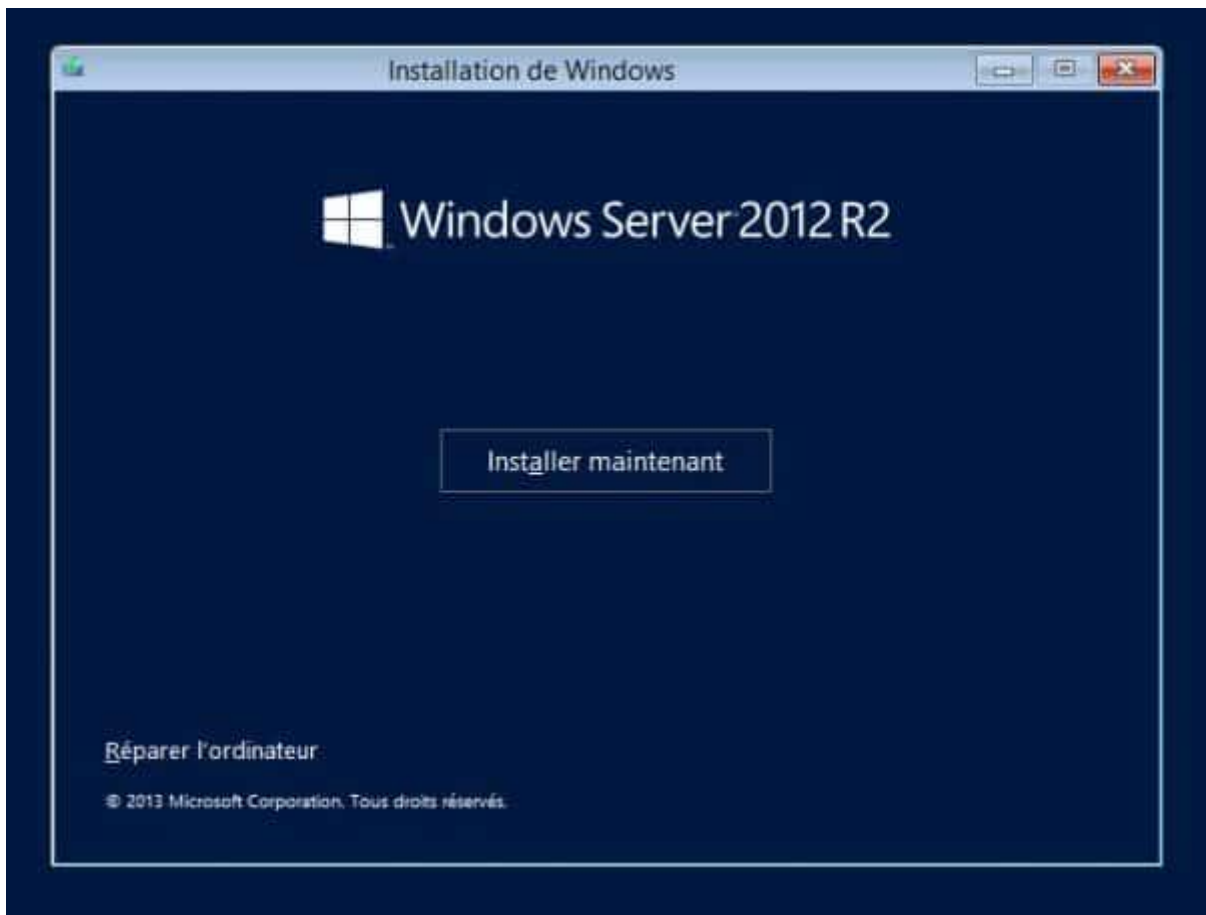 Installation de Windows
Windows Server 2012 R2
Installer maintenant
Réparer l'ordinateur
© 2013 Microsoft Corporation. Tous droits réservés.